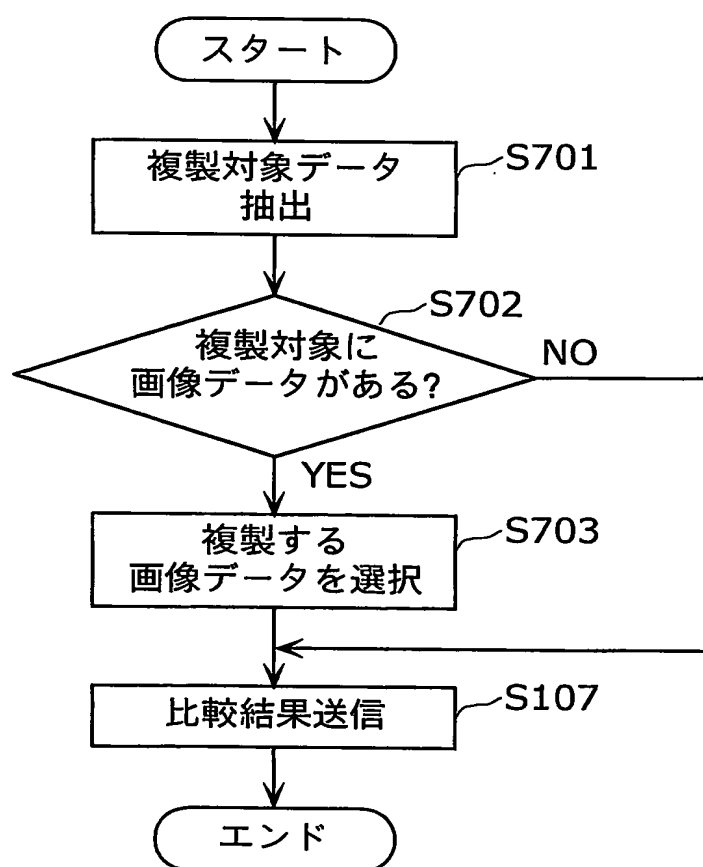 スタート
複製対象データ
抽出
S701
S702
複製対象に
画像データがある?
NO
YES
複製する
画像データを選択
S703
比較結果送信
S107
エンド